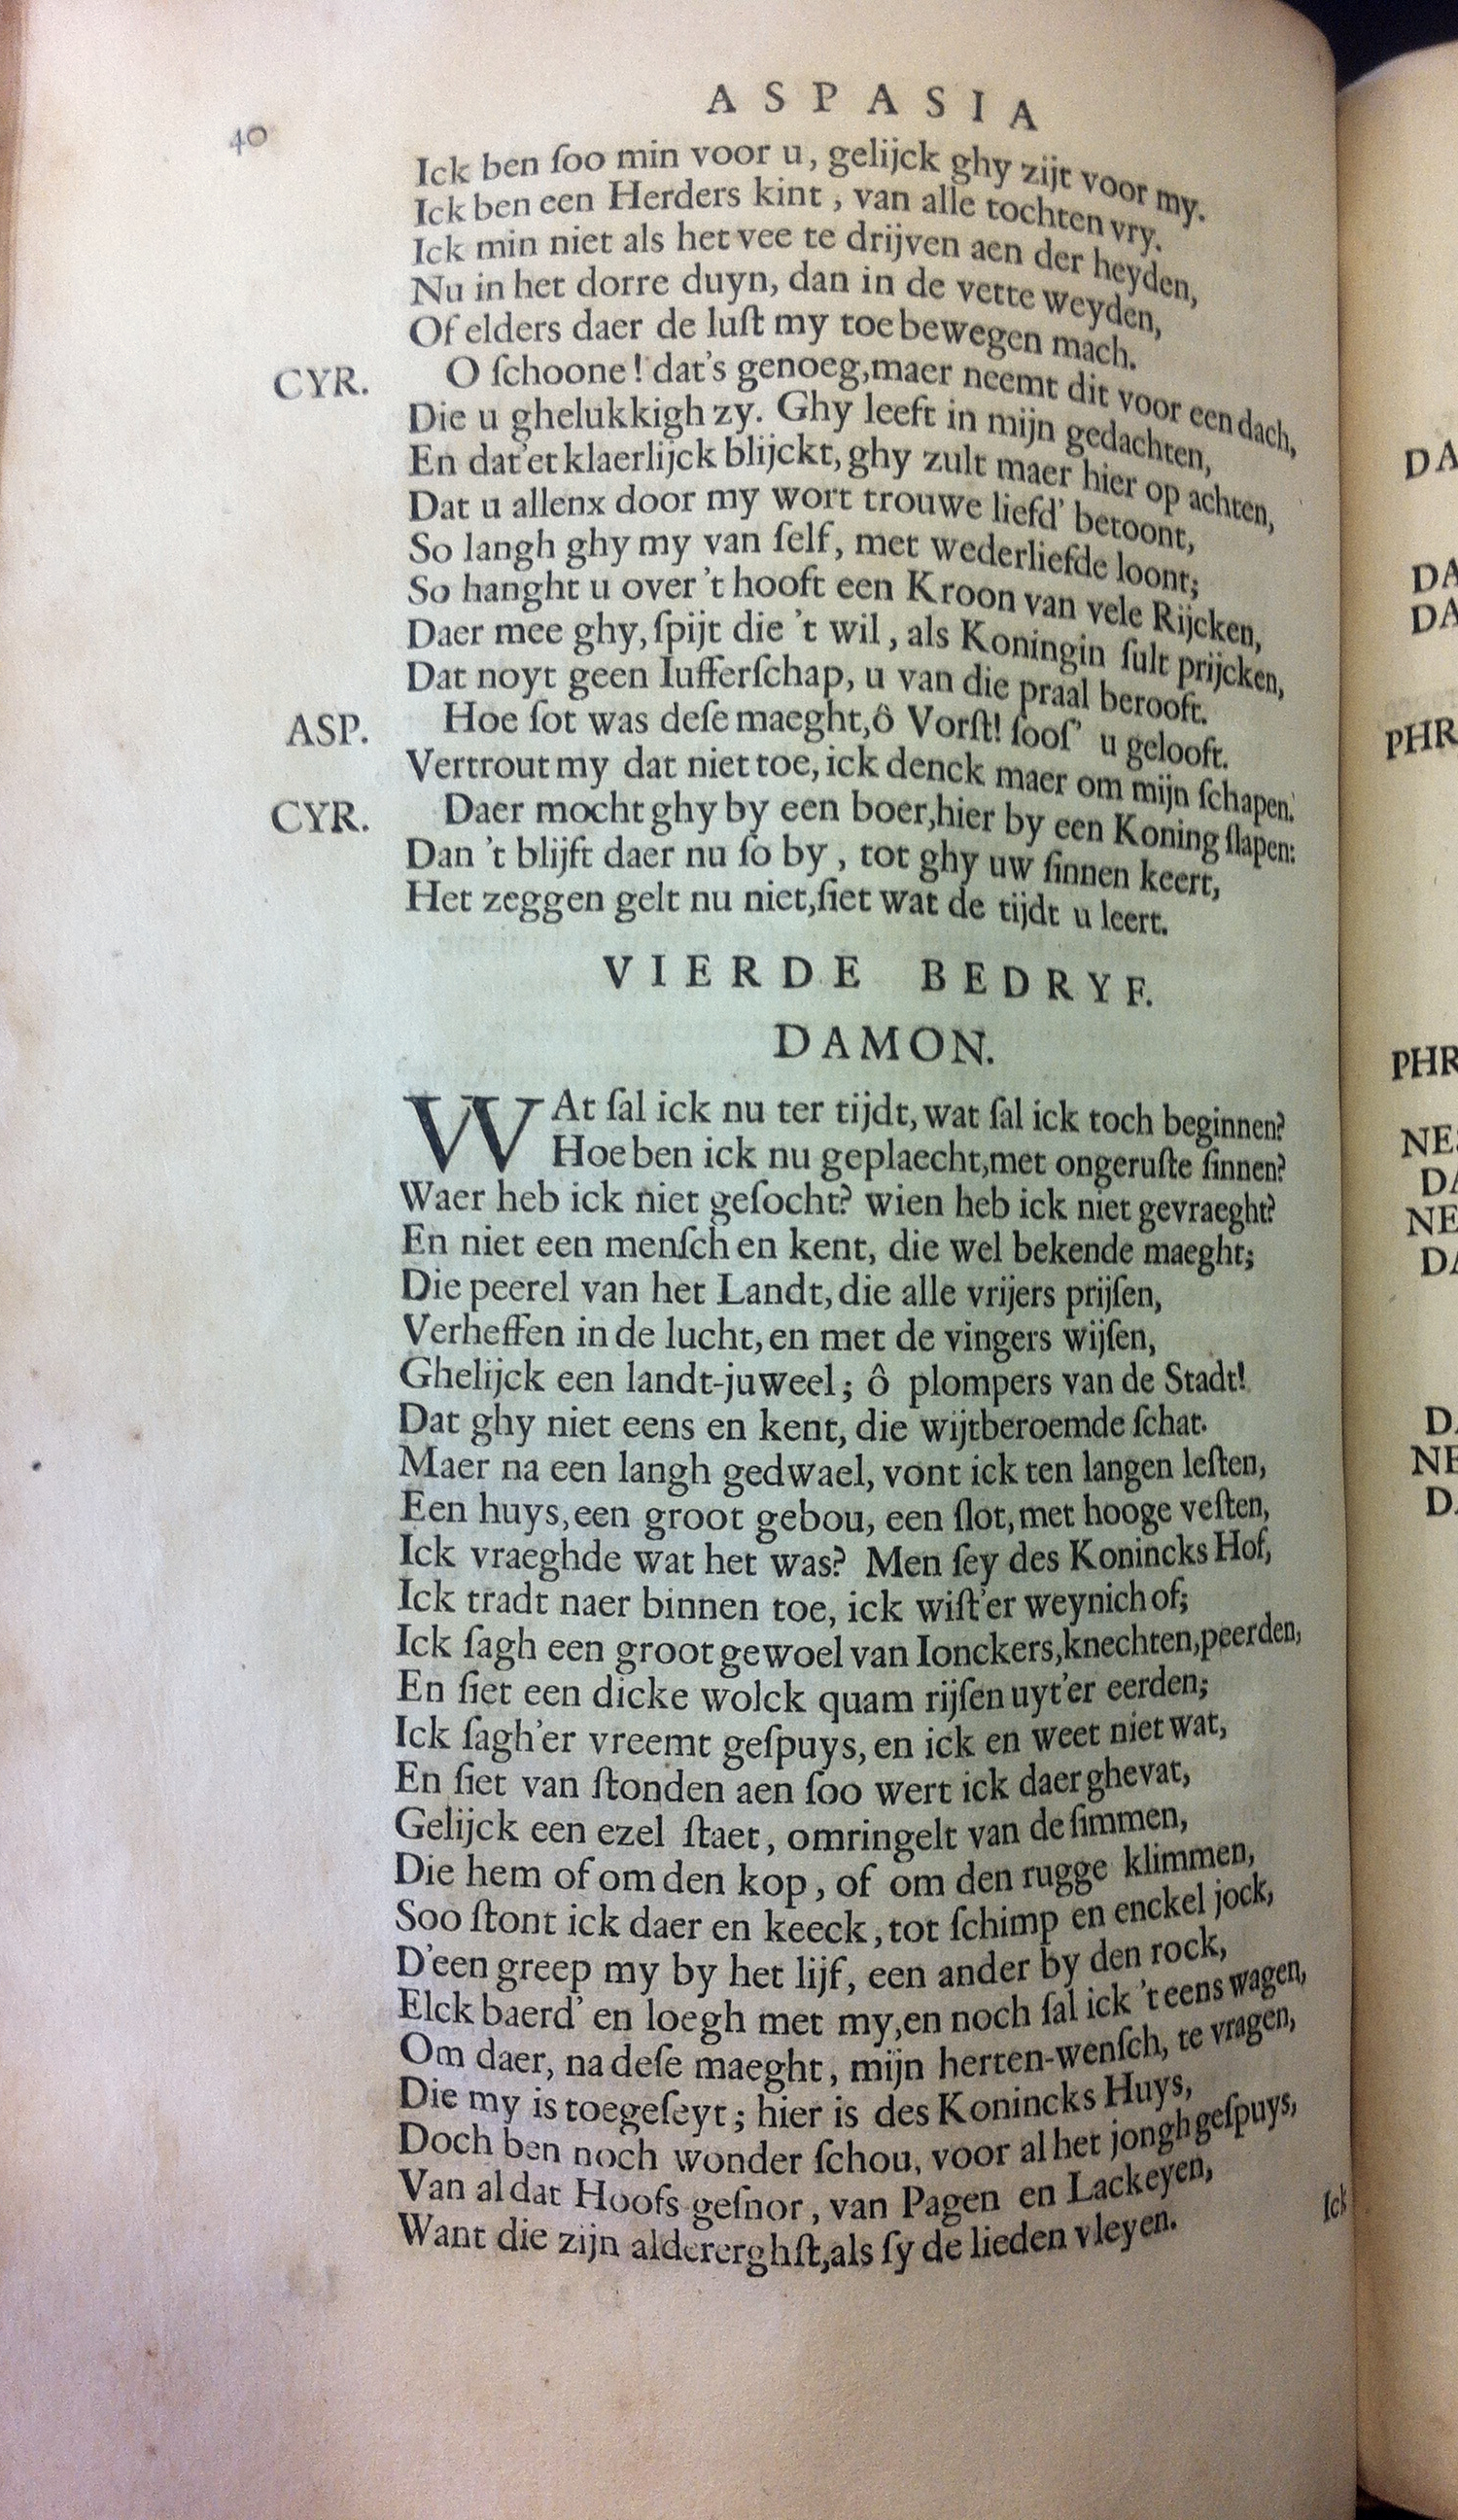 40
ASPASIA
Ick ben ſoo min voor u, gelijck ghy zijt voor my.
Ick ben een Herders kint, van alle tochten vry.
Ick min niet als het vee te drijven aen der heyden,
Nu in het dorre duyn, dan in de vette weyden,
Of elders daer de luſt my toe bewegen mach.
CYR. O ſchoone! dat's genoeg, maer neemt dit voor een dach,
Die u ghelukkigh zy. Ghy leeft in mijn gedachten,
En dat'et klaerlijck blijckt, ghy zult maer hier op achten,
Dat u allenx door my wort trouwe liefd' betoont,
So langh ghy my van ſelf, met wederliefde loont;
So hanght u over 't hooft een Kroon van vele Rijcken,
Daer mee ghy, ſpijt die 't wil, als Koningin ſult prijcken,
Dat noyt geen Iufferſchap, u van die praal berooft.
ASP. Hoe ſot was deſe maeght, ô Vorſt! ſooſ' u gelooft.
Vertrout my dat niet toe, ick denck maer om mijn ſchapen.
CYR. Daer mocht ghy by een boer, hier by een Koning ſlapen:
Dan 't blijft daer nu ſo by, tot ghy uw ſinnen keert,
Het zeggen gelt nu niet, ſiet wat de tijdt u leert.
VIERDE BEDRYF.
DAMON.
WAt ſal ick nu ter tijdt, wat ſal ick toch beginnen?
Hoe ben ick nu geplaecht, met ongeruſte ſinnen?
Waer heb ick niet geſocht? wien heb ick niet gevraeght?
En niet een menſch en kent, die wel bekende maeght;
Die peerel van het Landt, die alle vrijers prijſen,
Verheffen in de lucht, en met de vingers wijſen,
Ghelijck een landt-juweel; ô plompers van de Stadt!
Dat ghy niet eens en kent, die wijtberoemde ſchat.
Maer na een langh gedwael, vont ick ten langen leſten,
Een huys, een groot gebou, een ſlot, met hooge veſten,
Ick vraeghde wat het was? Men ſey des Konincks Hof,
Ick tradt naer binnen toe, ick wiſt'er weynich of;
Ick ſagh een groot gewoel van Ionckers, knechten, peerden,
En ſiet een dicke wolck quam rijſen uyt'er eerden;
Ick ſagh'er vreemt geſpuys, en ick en weet niet wat,
En ſiet van ſtonden aen ſoo wert ick daer ghevat,
Gelijck een ezel ſtaet, omringelt van de ſimmen,
Die hem of om den kop, of om den rugge klimmen,
Soo ſtont ick daer en keeck, tot ſchimp en enckel jock,
D'een greep my by het lijf, een ander by den rock,
Elck baerd' en loegh met my, en noch ſal ick 't eens wagen,
Om daer, na deſe maeght, mijn herten-wenſch, te vragen,
Die my is toegeſeyt; hier is des Konincks Huys,
Doch ben noch wonder ſchou, voor al het jongh geſpuys,
Van al dat Hoofs geſnor, van Pagen en Lackeyen,
Want die zijn aldererghſt, als ſy de lieden vleyen.
Ick
DA
DA
DA
PHR
PHR
NE
DA
NE
DA
D
NE
D